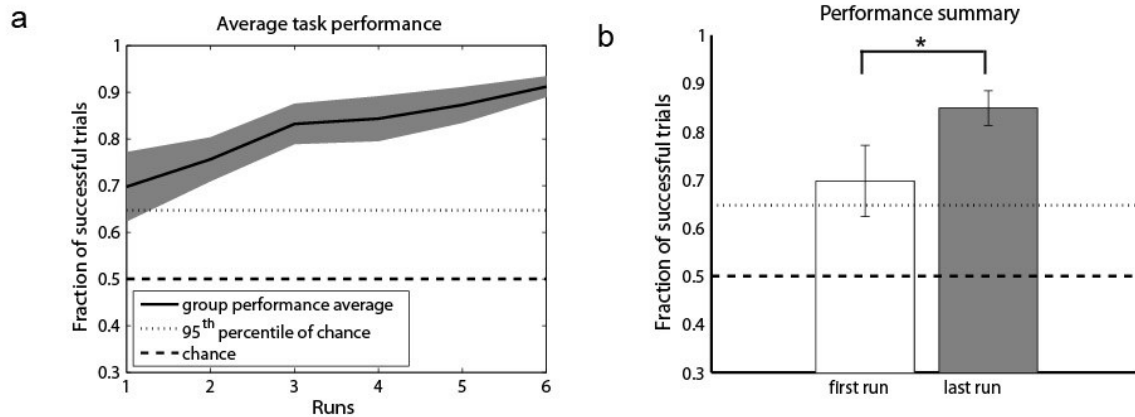 a
Average task performance
Fraction of successful trials
1
0.9
0.8
0.7
0.6
0.5
0.4
0.3
group performance average
95th percentile of chance
chance
1 2 3 4 5 6
Runs
b
Performance summary
*
Fraction of successful trials
1
0.9
0.8
0.7
0.6
0.5
0.4
0.3
first run last run